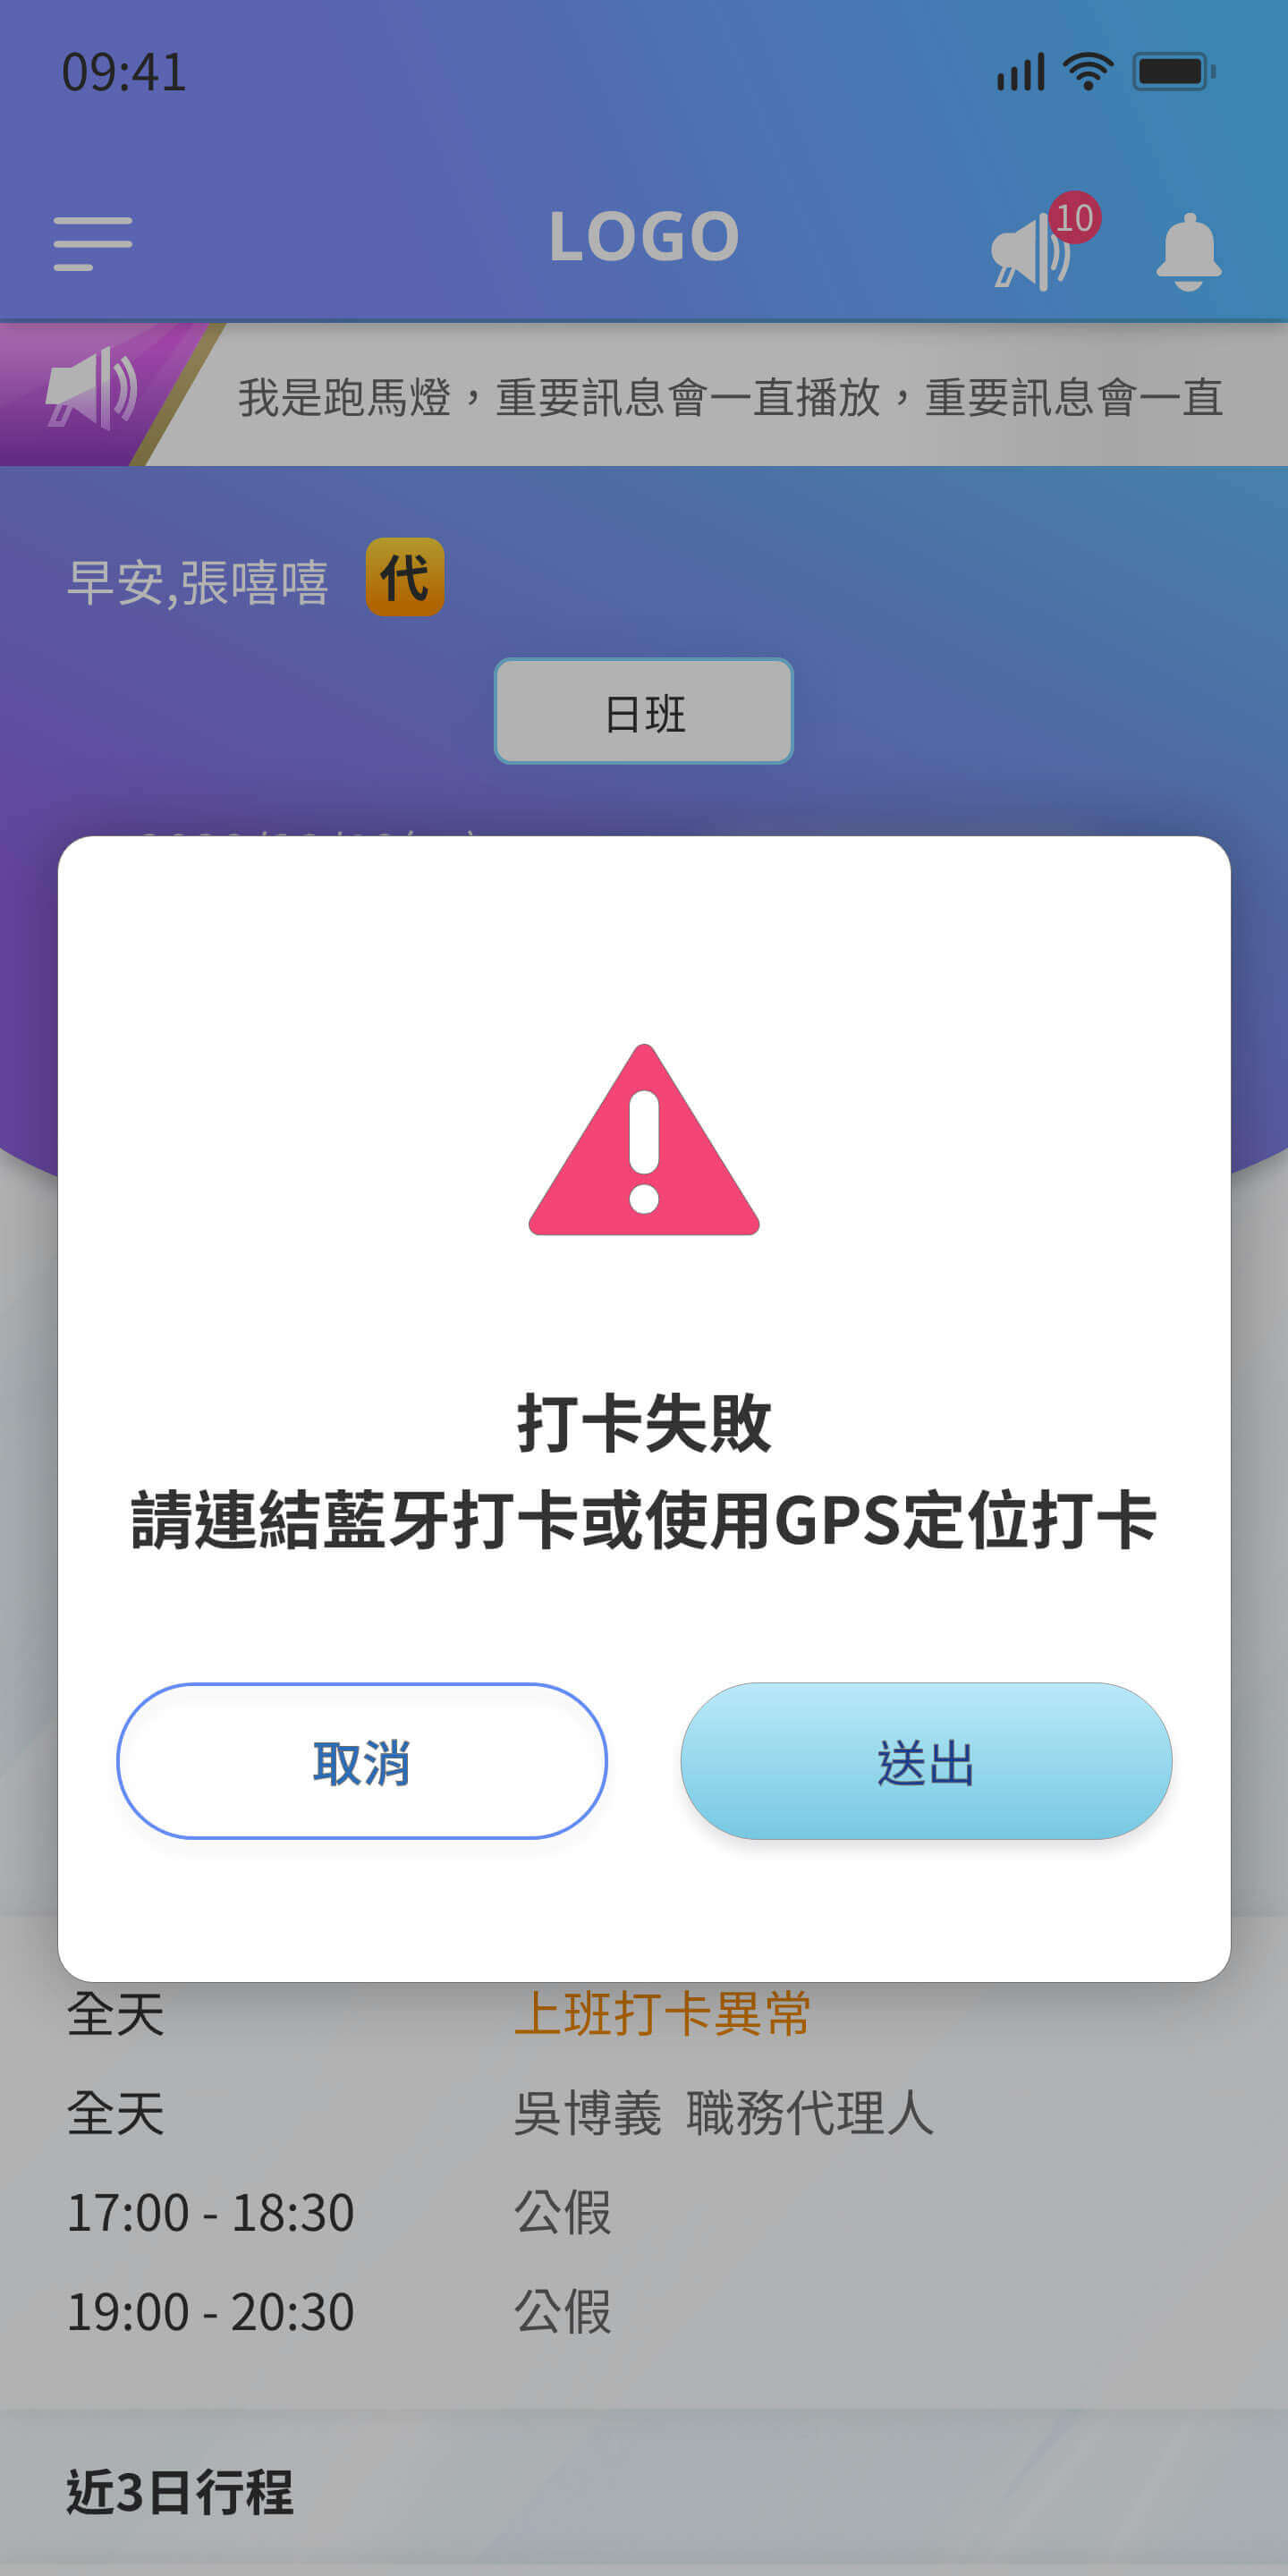 09:41
LOGO
10
我是跑馬燈，重要訊息會一直播放，重要訊息會一直
早安,張嘻嘻 代
日班
打卡失敗
請連結藍牙打卡或使用GPS定位打卡
取消 送出
全天 上班打卡異常
全天 吳博義 職務代理人
17:00 - 18:30 公假
19:00 - 20:30 公假
近3日行程